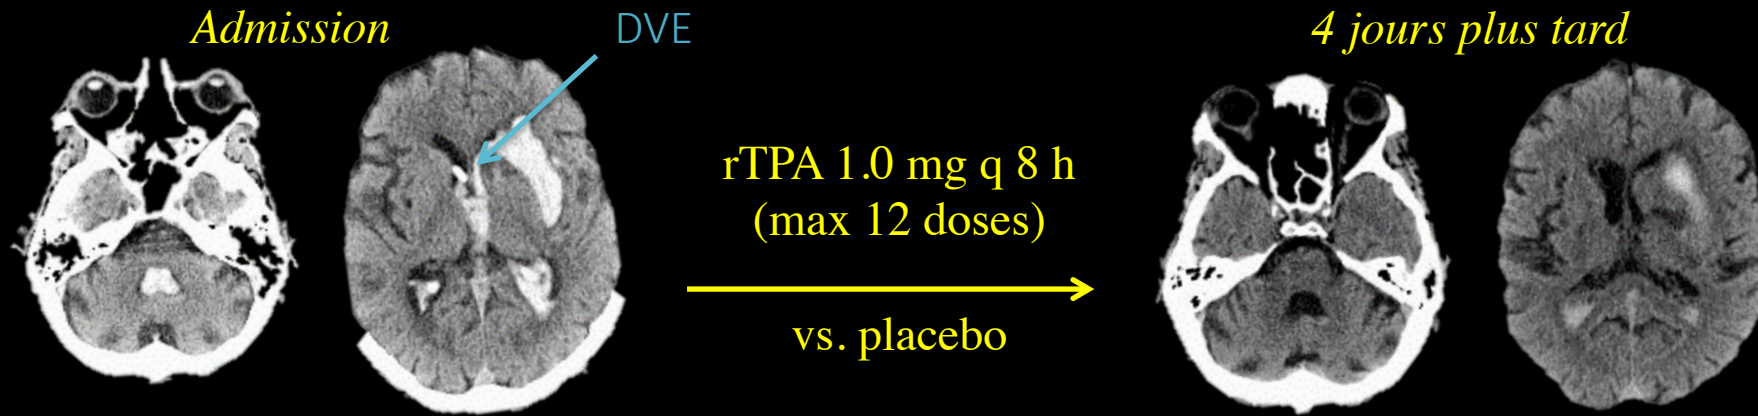 Admission
DVE
4 jours plus tard
rTPA 1.0 mg q 8 h
(max 12 doses)
vs. placebo